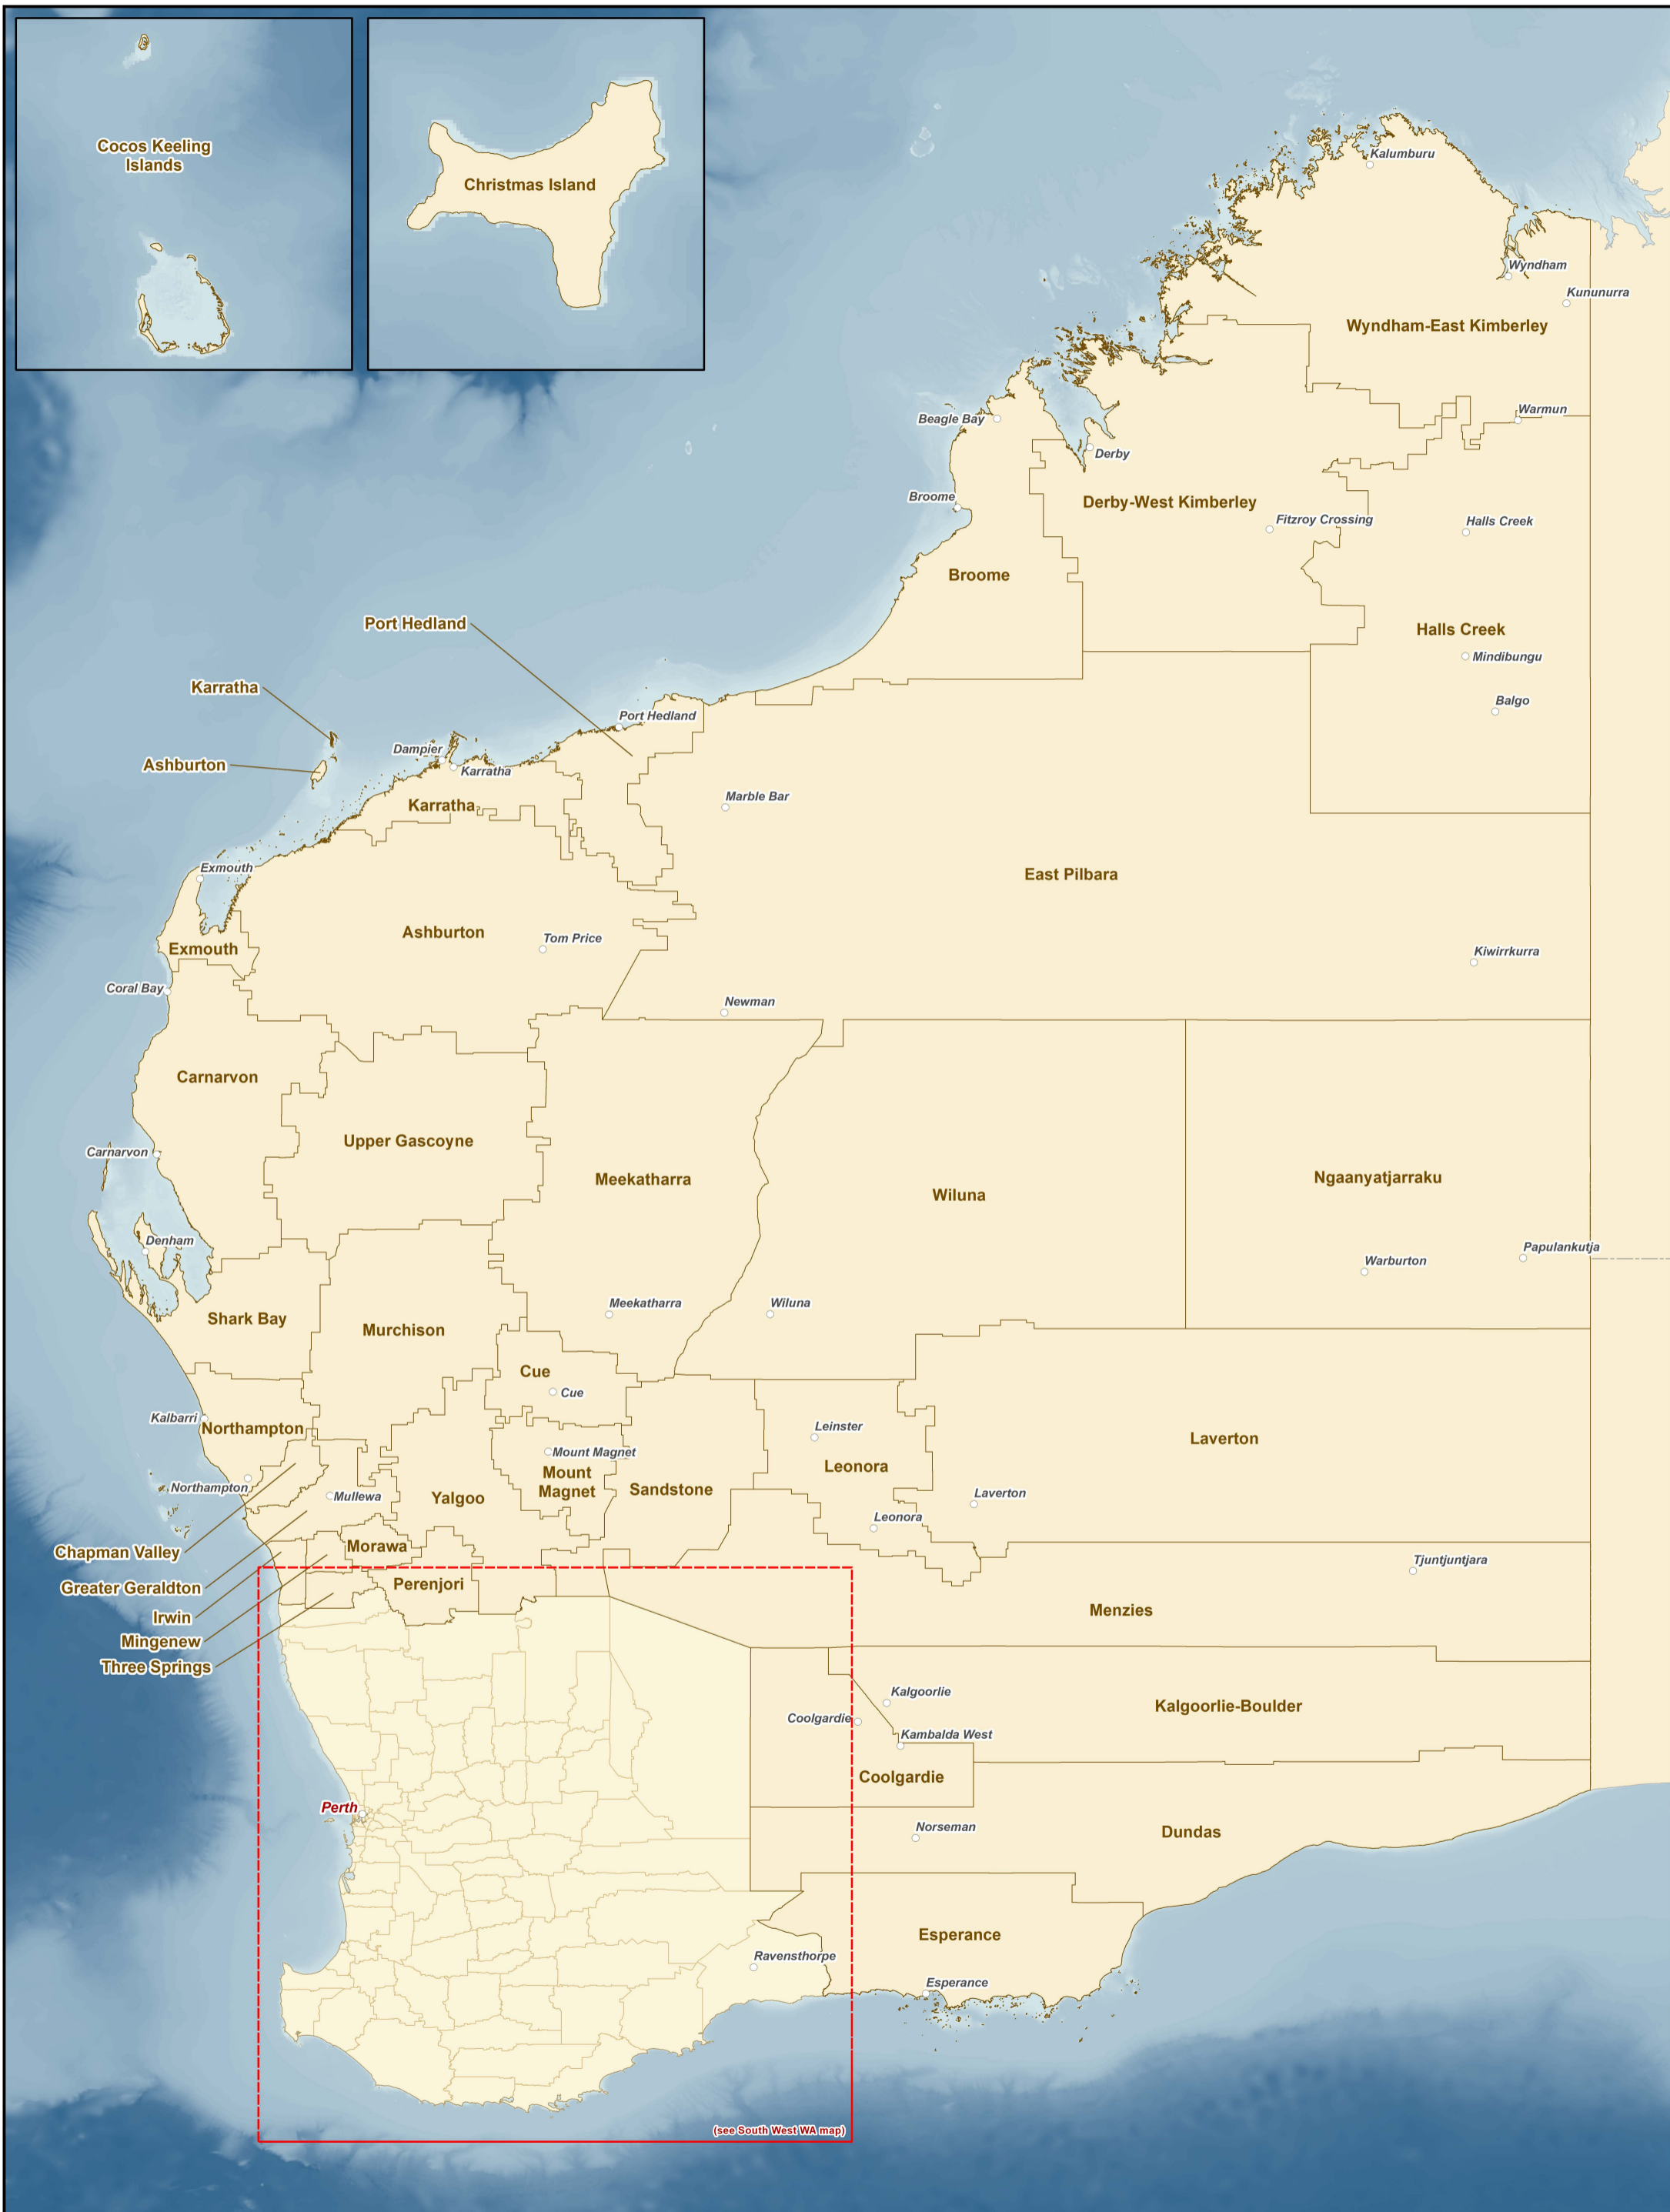 Cocos Keeling
Islands
Christmas Island
Kalumburu
Wyndham
Kununurra
Wyndham-East Kimberley
Warmun
Beagle Bay
Derby
Broome
Derby-West Kimberley
Fitzroy Crossing
Halls Creek
Broome
Port Hedland
Halls Creek
Mindibungu
Karratha
Balgo
Port Hedland
Dampier
Ashburton
Karratha
Karratha
Marble Bar
Exmouth
East Pilbara
Ashburton
Tom Price
Exmouth
Kiwirrkurra
Coral Bay
Newman
Carnarvon
Upper Gascoyne
Carnarvon
Meekatharra
Ngaanyatjarraku
Wiluna
Denham
Papulankutja
Warburton
Meekatharra
Wiluna
Shark Bay
Murchison
Cue
Cue
Kalbarri
Northampton
Leinster
Laverton
Mount Magnet
Leonora
Mount
Magnet
Northampton
Sandstone
Mullewa
Yalgoo
Laverton
Leonora
Morawa
Chapman Valley
Tjuntjuntjara
Perenjori
Greater Geraldton
Menzies
Irwin
Mingenew
Three Springs
Kalgoorlie
Kalgoorlie-Boulder
Coolgardie
Kambalda West
Coolgardie
Perth
Norseman
Dundas
Esperance
Ravensthorpe
Esperance
(see South West WA map)